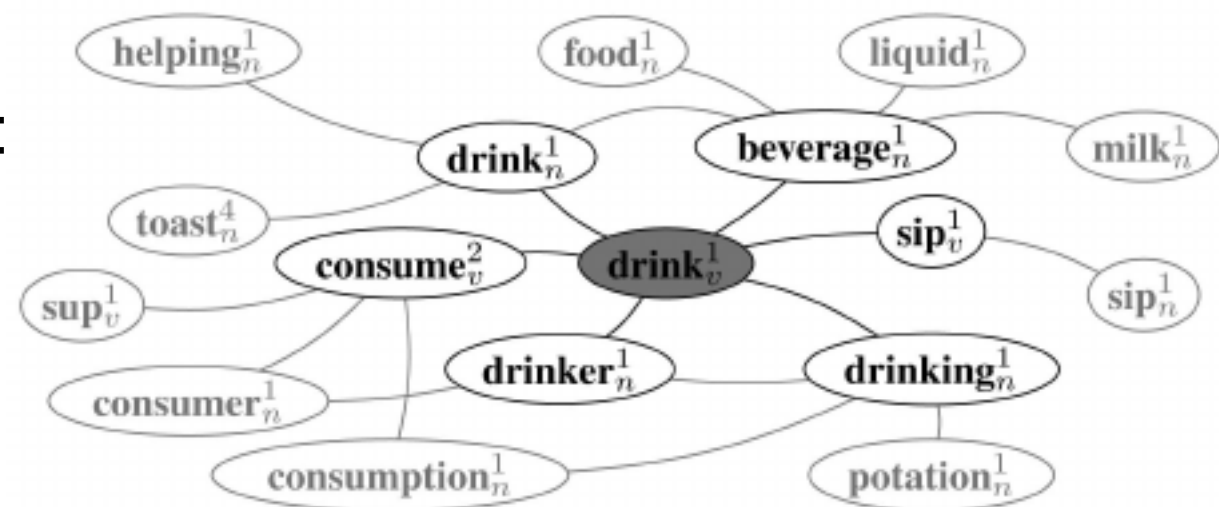 helping¹ₙ food¹ₙ liquid¹ₙ
drink¹ₙ beverage¹ₙ milk¹ₙ
toast⁴ₙ sip¹ᵥ
consume²ᵥ drink¹ᵥ
sup¹ᵥ sip¹ₙ
drinker¹ₙ drinking¹ₙ
consumer¹ₙ
consumption¹ₙ potation¹ₙ